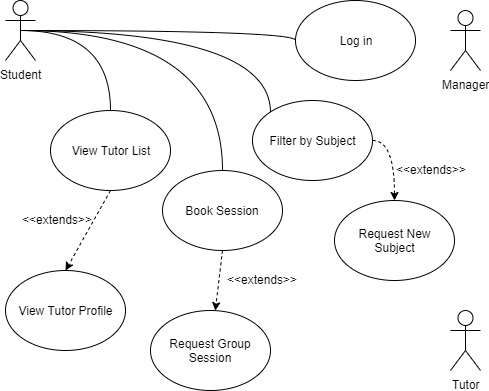 Log in
Student
Manager
View Tutor List
Filter by Subject
<<extends>>
<<extends>>
Book Session
Request New
Subject
<<extends>>
View Tutor Profile
Request Group
Session
Tutor